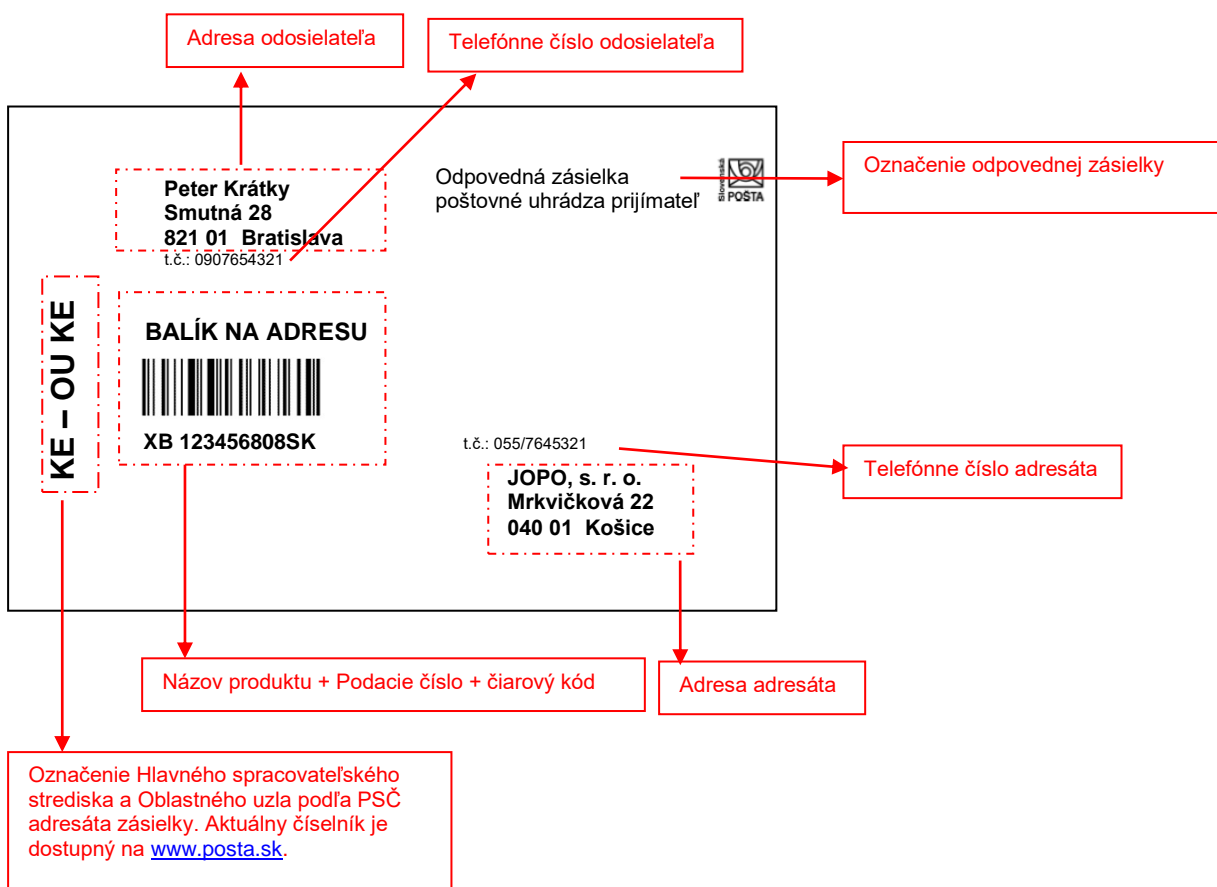 Adresa odosielateľa
Telefónne číslo odosielateľa
Peter Krátky
Smutná 28
821 01  Bratislava
t.č.: 0907654321
Odpovedná zásielka
poštovné uhrádza prijímateľ
Slovenská
POŠTA
Označenie odpovednej zásielky
KE – OU KE
BALÍK NA ADRESU
XB 123456808SK
t.č.: 055/7645321
JOPO, s. r. o.
Mrkvičková 22
040 01  Košice
Telefónne číslo adresáta
Názov produktu + Podacie číslo + čiarový kód
Adresa adresáta
Označenie Hlavného spracovateľského
strediska a Oblastného uzla podľa PSČ
adresáta zásielky. Aktuálny číselník je
dostupný na www.posta.sk.